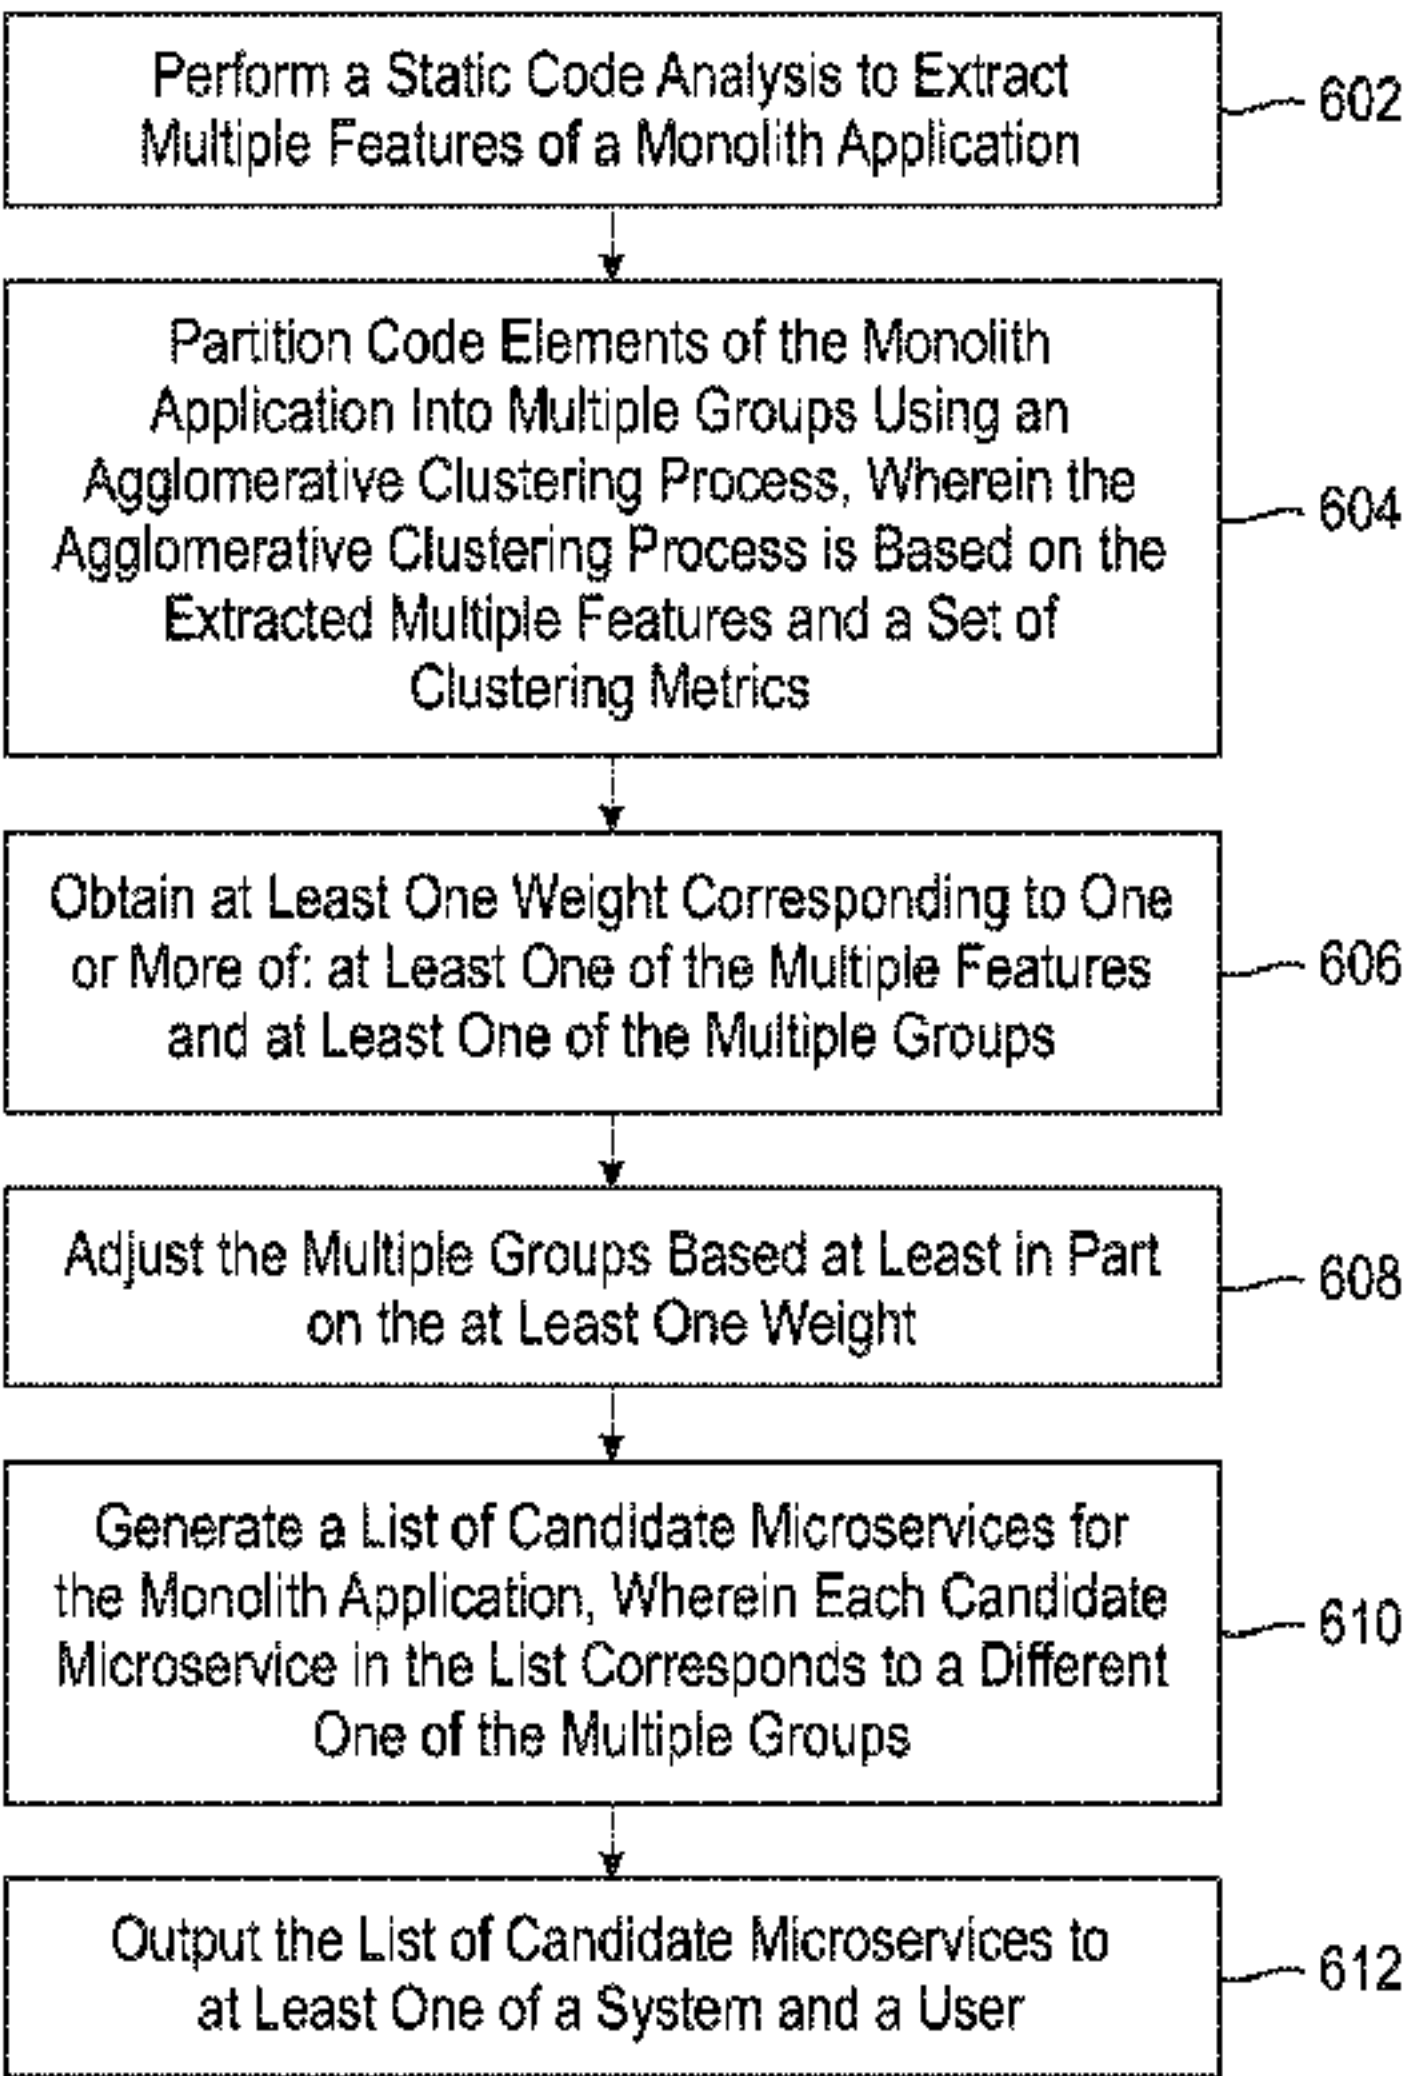 Perform a Static Code Analysis to Extract
Multiple Features of a Monolith Application
602
Partition Code Elements of the Monolith
Application Into Multiple Groups Using an
Agglomerative Clustering Process, Wherein the
Agglomerative Clustering Process is Based on the
Extracted Multiple Features and a Set of
Clustering Metrics
604
Obtain at Least One Weight Corresponding to One
or More of: at Least One of the Multiple Features
and at Least One of the Multiple Groups
606
Adjust the Multiple Groups Based at Least in Part
on the at Least One Weight
608
Generate a List of Candidate Microservices for
the Monolith Application, Wherein Each Candidate
Microservice in the List Corresponds to a Different
One of the Multiple Groups
610
Output the List of Candidate Microservices to
at Least One of a System and a User
612